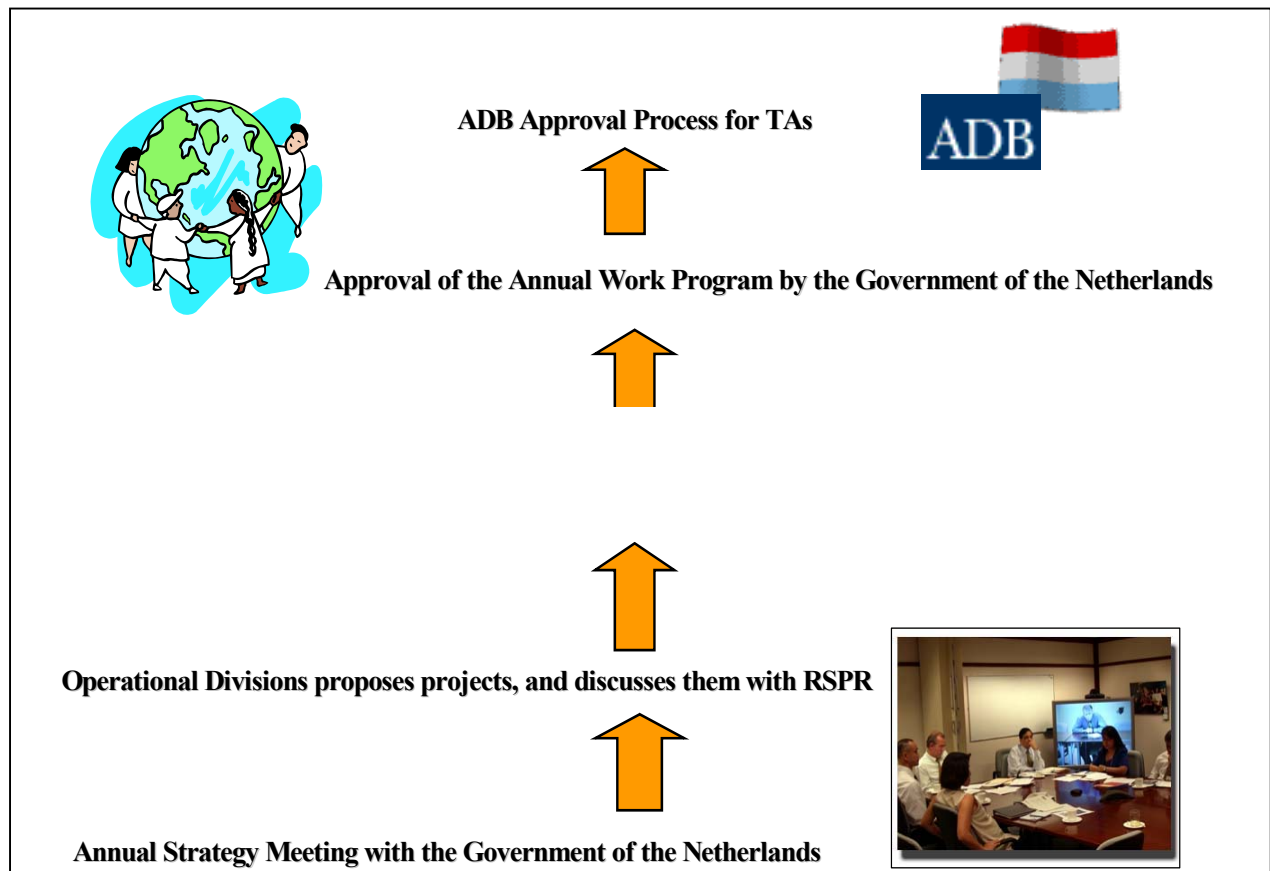 ADB Approval Process for TAs
ADB
Approval of the Annual Work Program by the Government of the Netherlands
Operational Divisions proposes projects, and discusses them with RSPR
Annual Strategy Meeting with the Government of the Netherlands